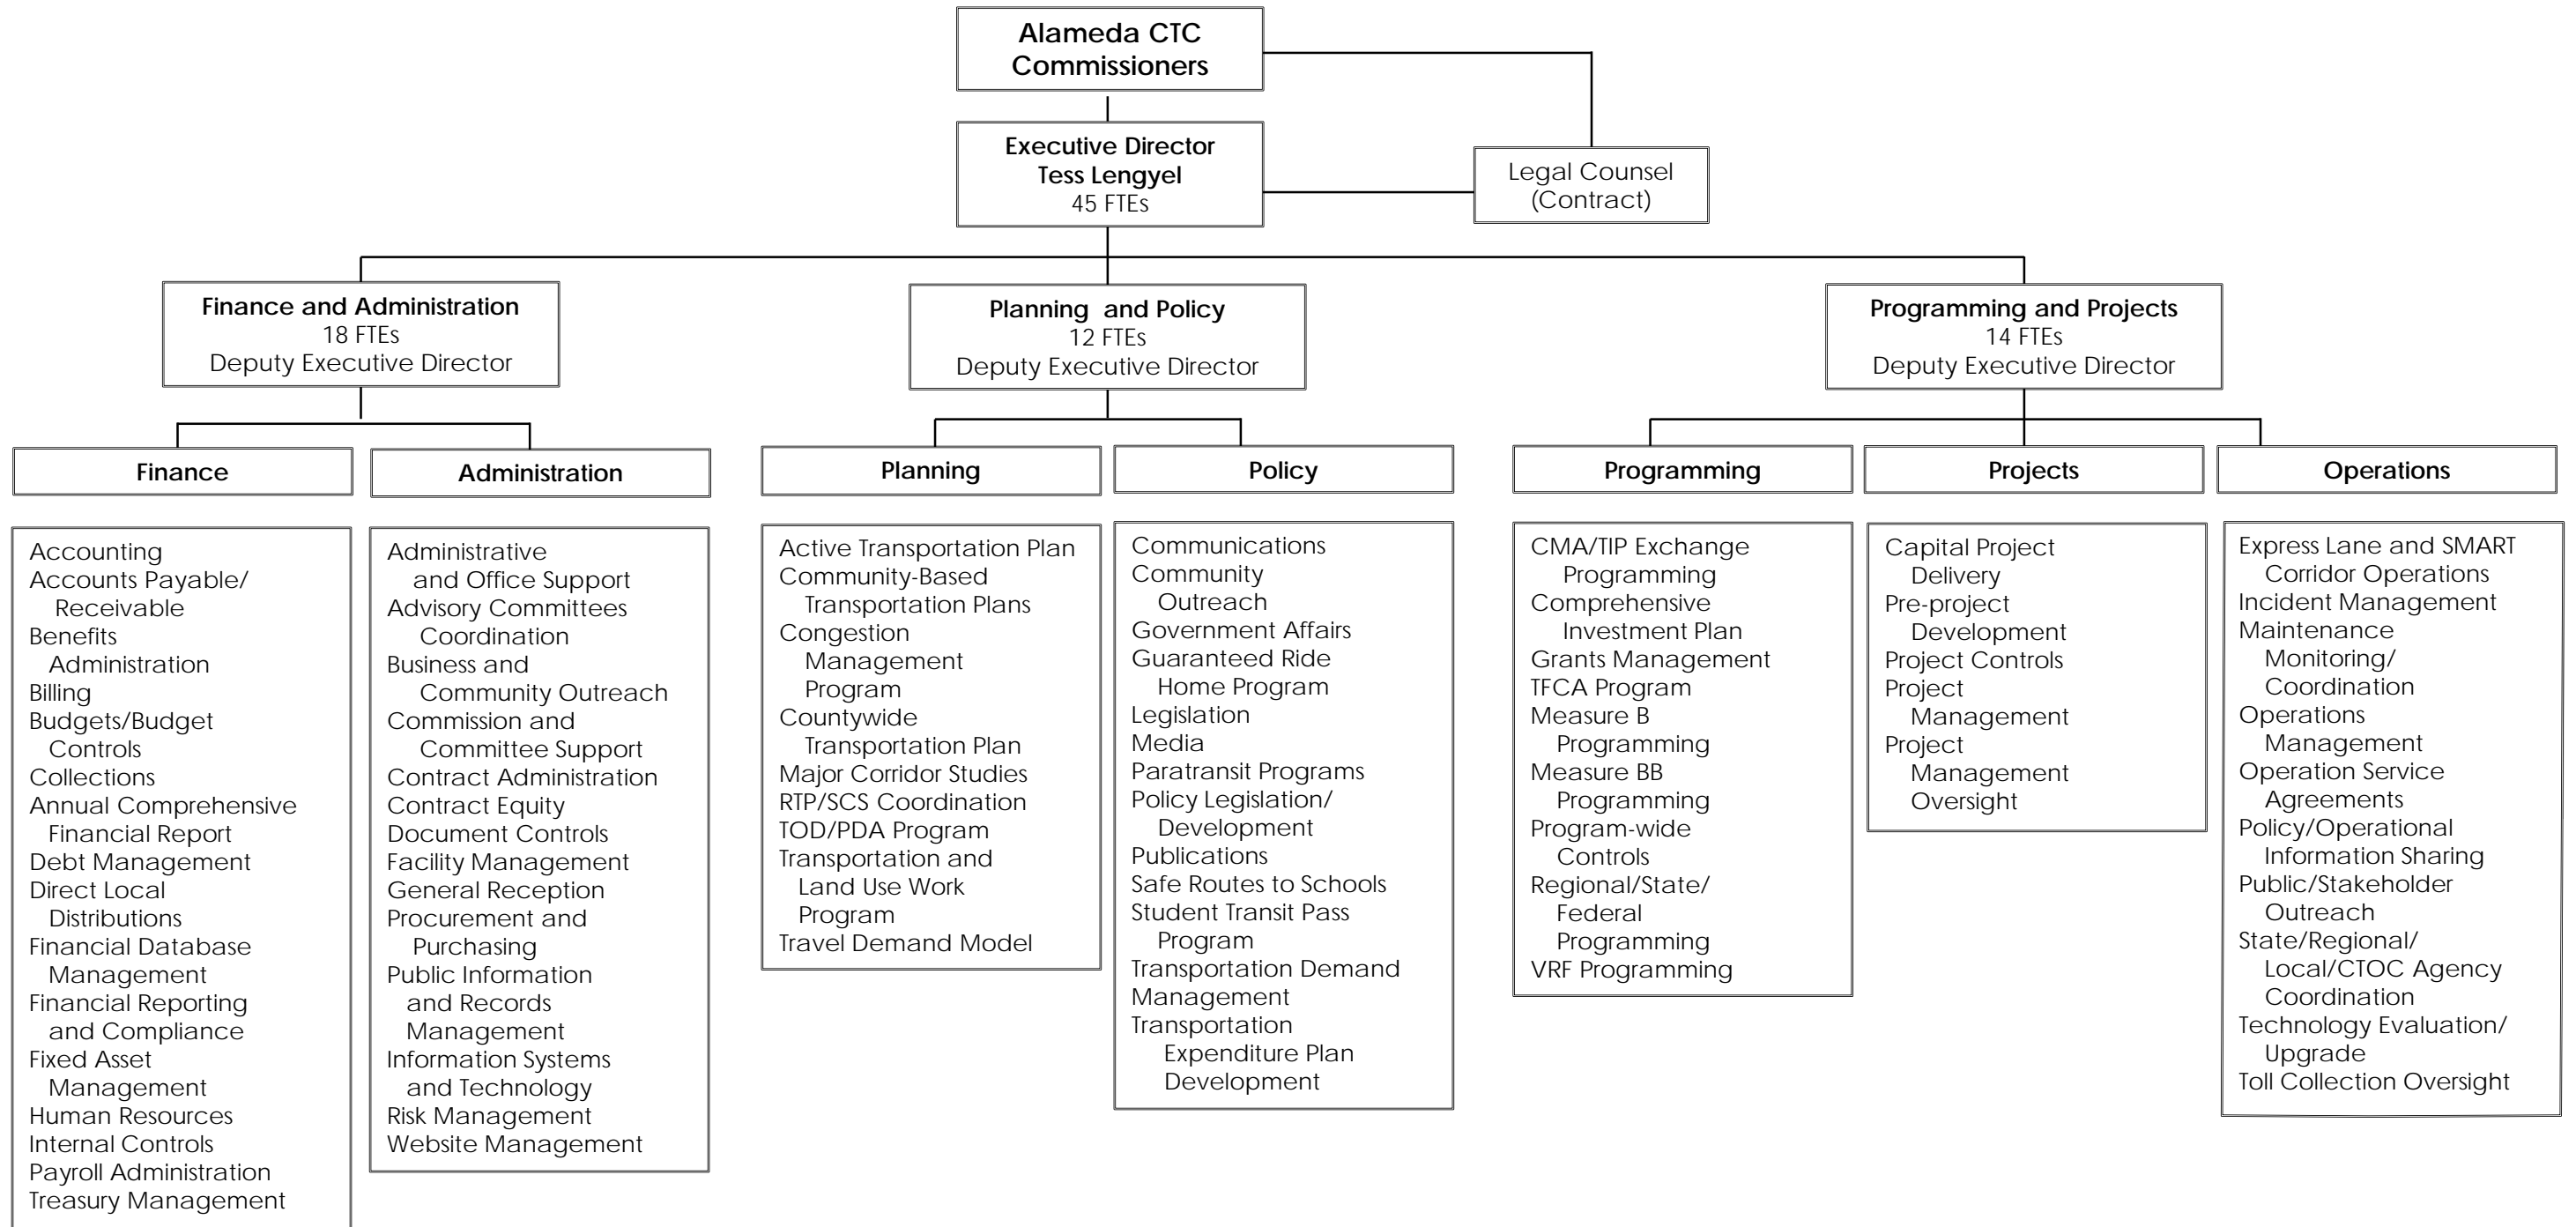 Alameda CTC
Commissioners
Executive Director
Tess Lengyel
45 FTEs
Legal Counsel
(Contract)
Finance and Administration
18 FTEs
Deputy Executive Director
Planning and Policy
12 FTEs
Deputy Executive Director
Programming and Projects
14 FTEs
Deputy Executive Director
Finance
Accounting
Accounts Payable/
Receivable
Benefits
Administration
Billing
Budgets/Budget
Controls
Collections
Annual Comprehensive
Financial Report
Debt Management
Direct Local
Distributions
Financial Database
Management
Financial Reporting
and Compliance
Fixed Asset
Management
Human Resources
Internal Controls
Payroll Administration
Treasury Management
Administration
Administrative
and Office Support
Advisory Committees
Coordination
Business and
Community Outreach
Commission and
Committee Support
Contract Administration
Contract Equity
Document Controls
Facility Management
General Reception
Procurement and
Purchasing
Public Information
and Records
Management
Information Systems
and Technology
Risk Management
Website Management
Planning
Active Transportation Plan
Community-Based
Transportation Plans
Congestion
Management
Program
Countywide
Transportation Plan
Major Corridor Studies
RTP/SCS Coordination
TOD/PDA Program
Transportation and
Land Use Work
Program
Travel Demand Model
Policy
Communications
Community
Outreach
Government Affairs
Guaranteed Ride
Home Program
Legislation
Media
Paratransit Programs
Policy Legislation/
Development
Publications
Safe Routes to Schools
Student Transit Pass
Program
Transportation Demand
Management
Transportation
Expenditure Plan
Development
Programming
CMA/TIP Exchange
Programming
Comprehensive
Investment Plan
Grants Management
TFCA Program
Measure B
Programming
Measure BB
Programming
Program-wide
Controls
Regional/State/
Federal
Programming
VRF Programming
Projects
Capital Project
Delivery
Pre-project
Development
Project Controls
Project
Management
Project
Management
Oversight
Operations
Express Lane and SMART
Corridor Operations
Incident Management
Maintenance
Monitoring/
Coordination
Operations
Management
Operation Service
Agreements
Policy/Operational
Information Sharing
Public/Stakeholder
Outreach
State/Regional/
Local/CTOC Agency
Coordination
Technology Evaluation/
Upgrade
Toll Collection Oversight